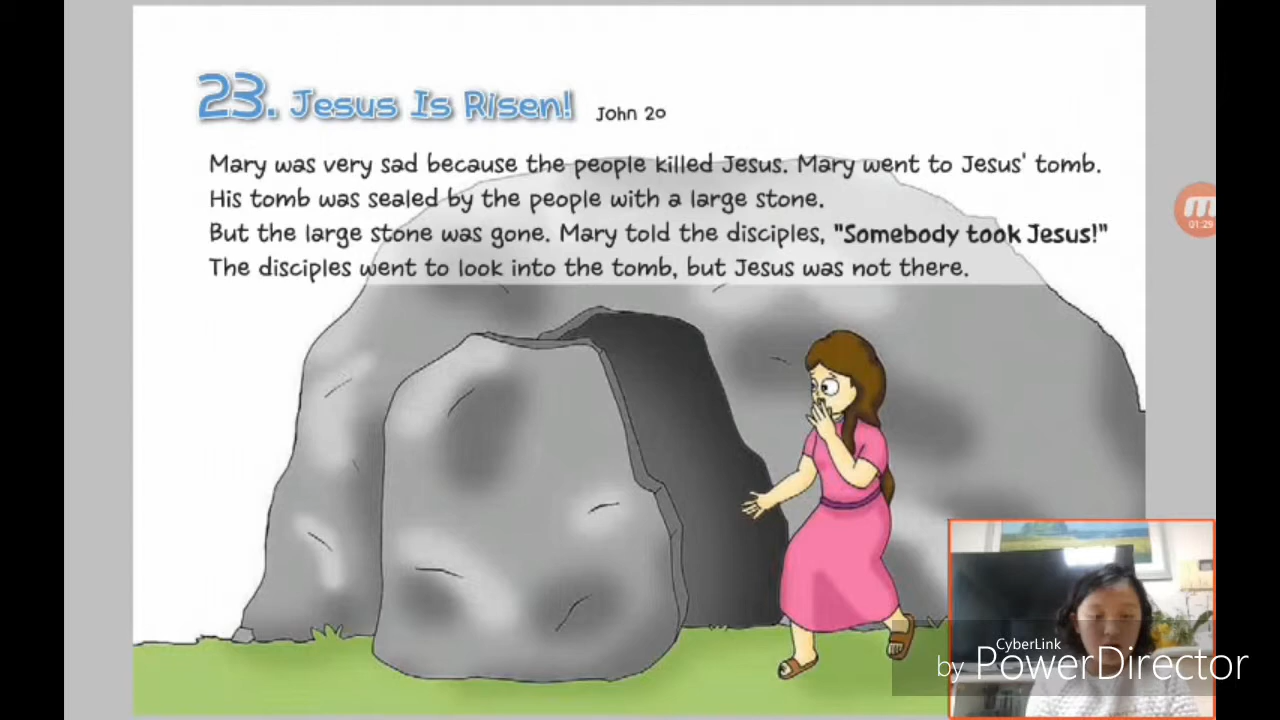 23. Jesus Is Risen! John 20
Mary was very sad because the people killed Jesus. Mary went to Jesus' tomb.
His tomb was sealed by the people with a large stone.
But the large stone was gone. Mary told the disciples, "Somebody took Jesus!"
The disciples went to look into the tomb, but Jesus was not there.
01:29
CyberLink
by PowerDirector